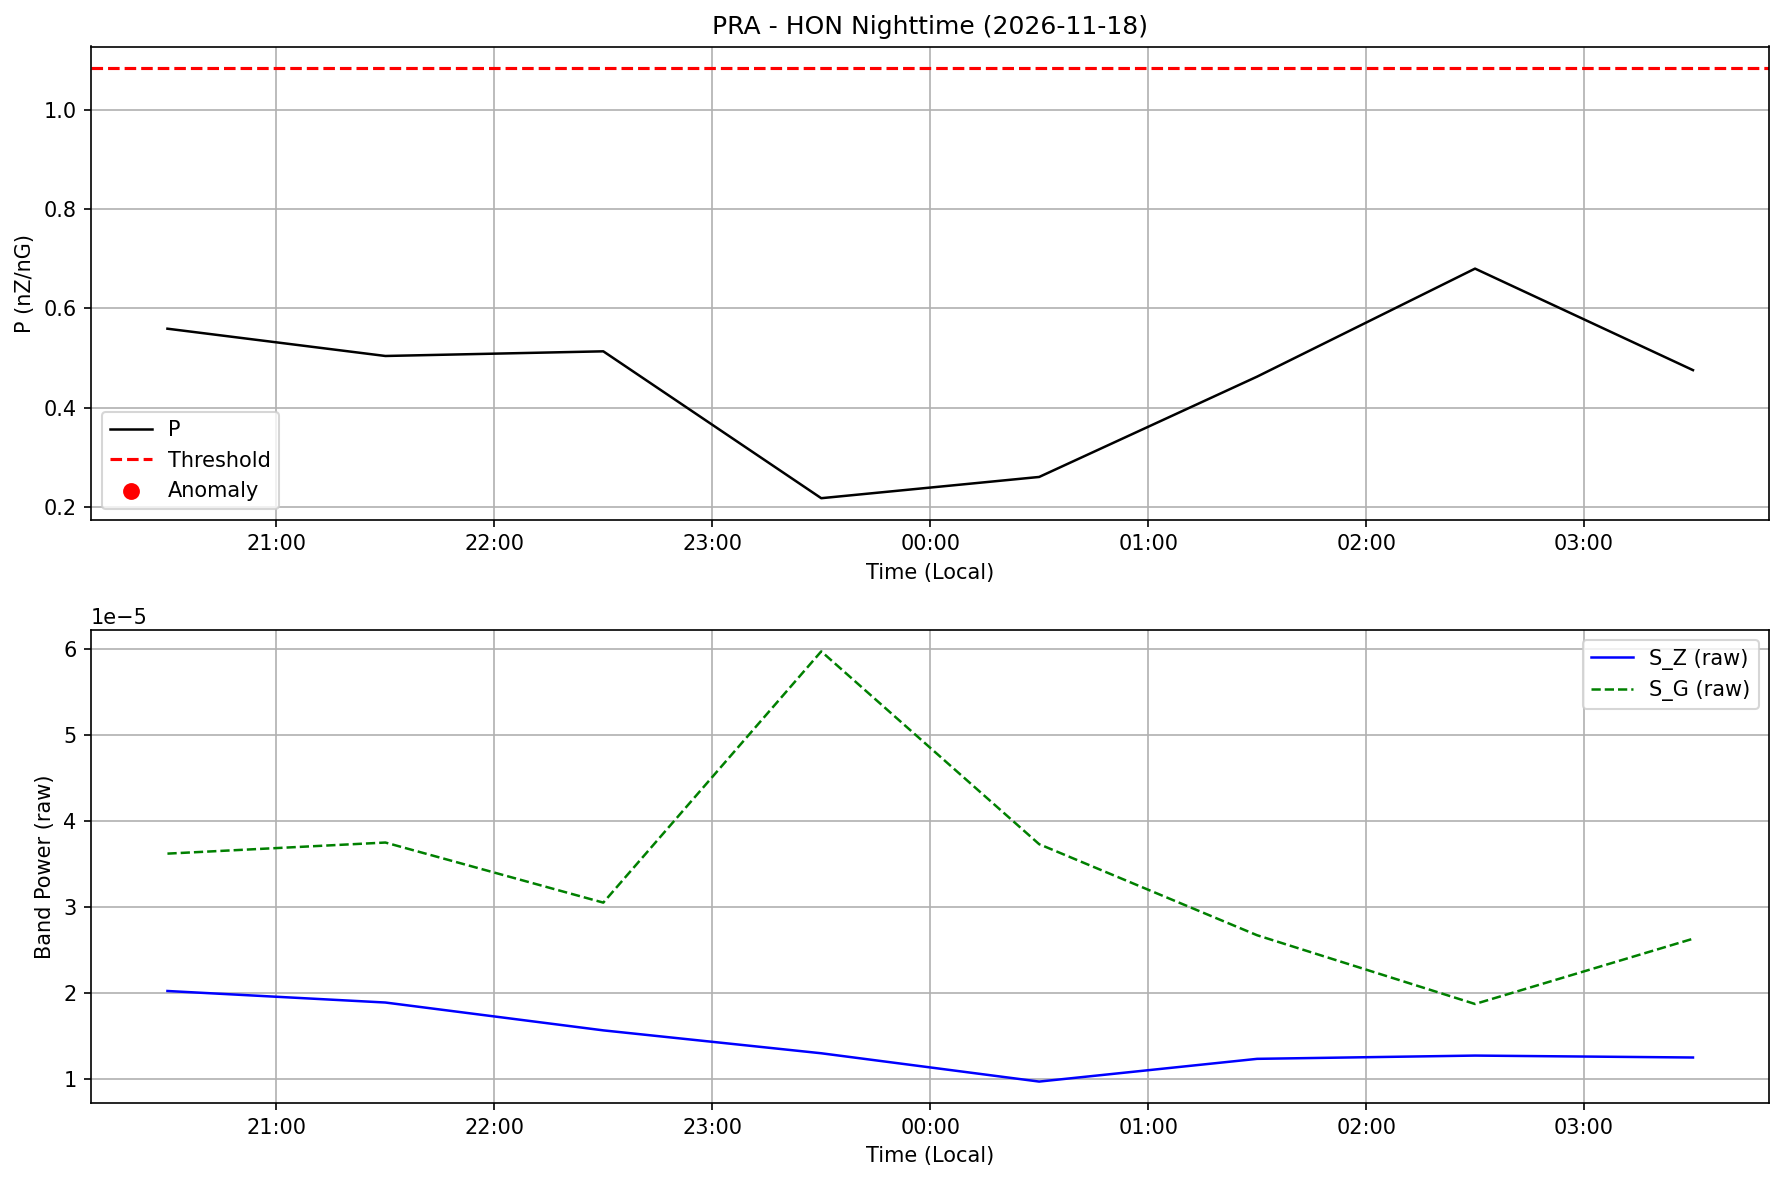 PRA - HON Nighttime (2026-11-18)
P (nZ/nG)
1.0
0.8
0.6
0.4
0.2
P
Threshold
Anomaly
21:00 22:00 23:00 00:00 01:00 02:00 03:00
Time (Local)
1e−5
Band Power (raw)
6
5
4
3
2
1
S_Z (raw)
S_G (raw)
21:00 22:00 23:00 00:00 01:00 02:00 03:00
Time (Local)